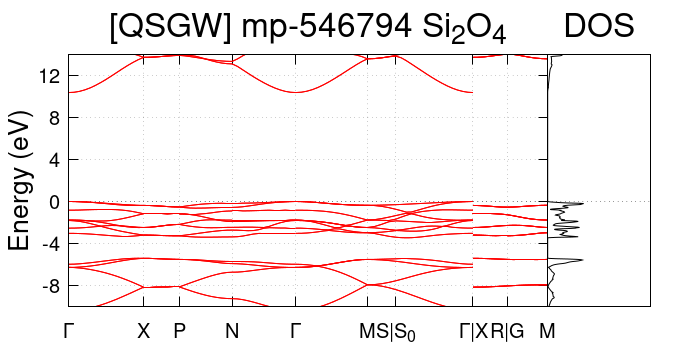 [QSGW] mp-546794 Si₂O₄ DOS
Energy (eV)
12
8
4
0
-4
-8
Γ X P N Γ MS|S₀ Γ|XR|G M